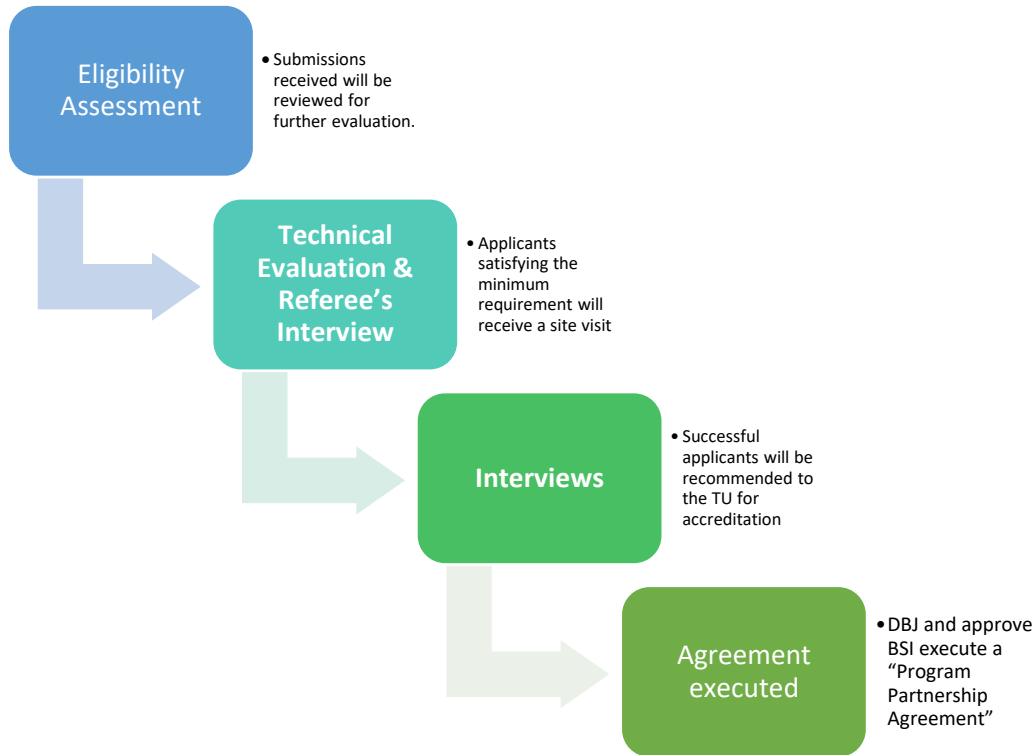 Eligibility
Assessment
• Submissions
received will be
reviewed for
further evaluation.
Technical
Evaluation &
Referee’s
Interview
• Applicants
satisfying the
minimum
requirement will
receive a site visit
Interviews
• Successful
applicants will be
recommended to
the TU for
accreditation
Agreement
executed
• DBJ and approve
BSI execute a
“Program
Partnership
Agreement”